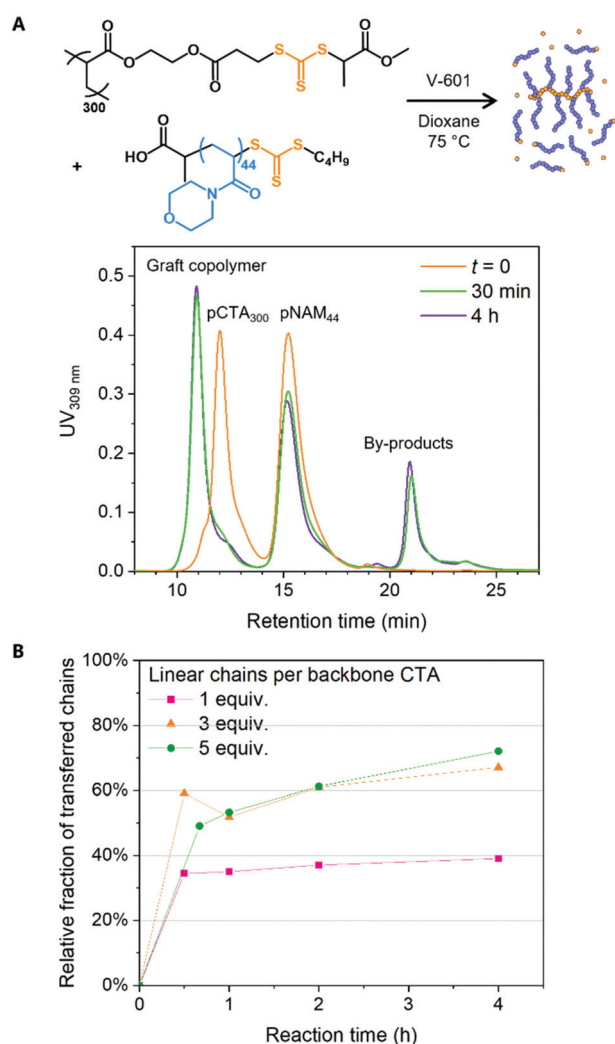 A
O
O
O
O
S
S
O
O
S
300
V-601
Dioxane
75 °C
+
HO
O
44
S
S
C₄H₉
S
N
O
O
0.5
0.4
0.3
0.2
0.1
0.0
UV₃₀₉ ₙₘ
Graft copolymer
pCTA₃₀₀
pNAM₄₄
By-products
t = 0
30 min
4 h
10
15
20
25
Retention time (min)
B
100%
80%
60%
40%
20%
0%
Relative fraction of transferred chains
Linear chains per backbone CTA
1 equiv.
3 equiv.
5 equiv.
0
1
2
3
4
Reaction time (h)